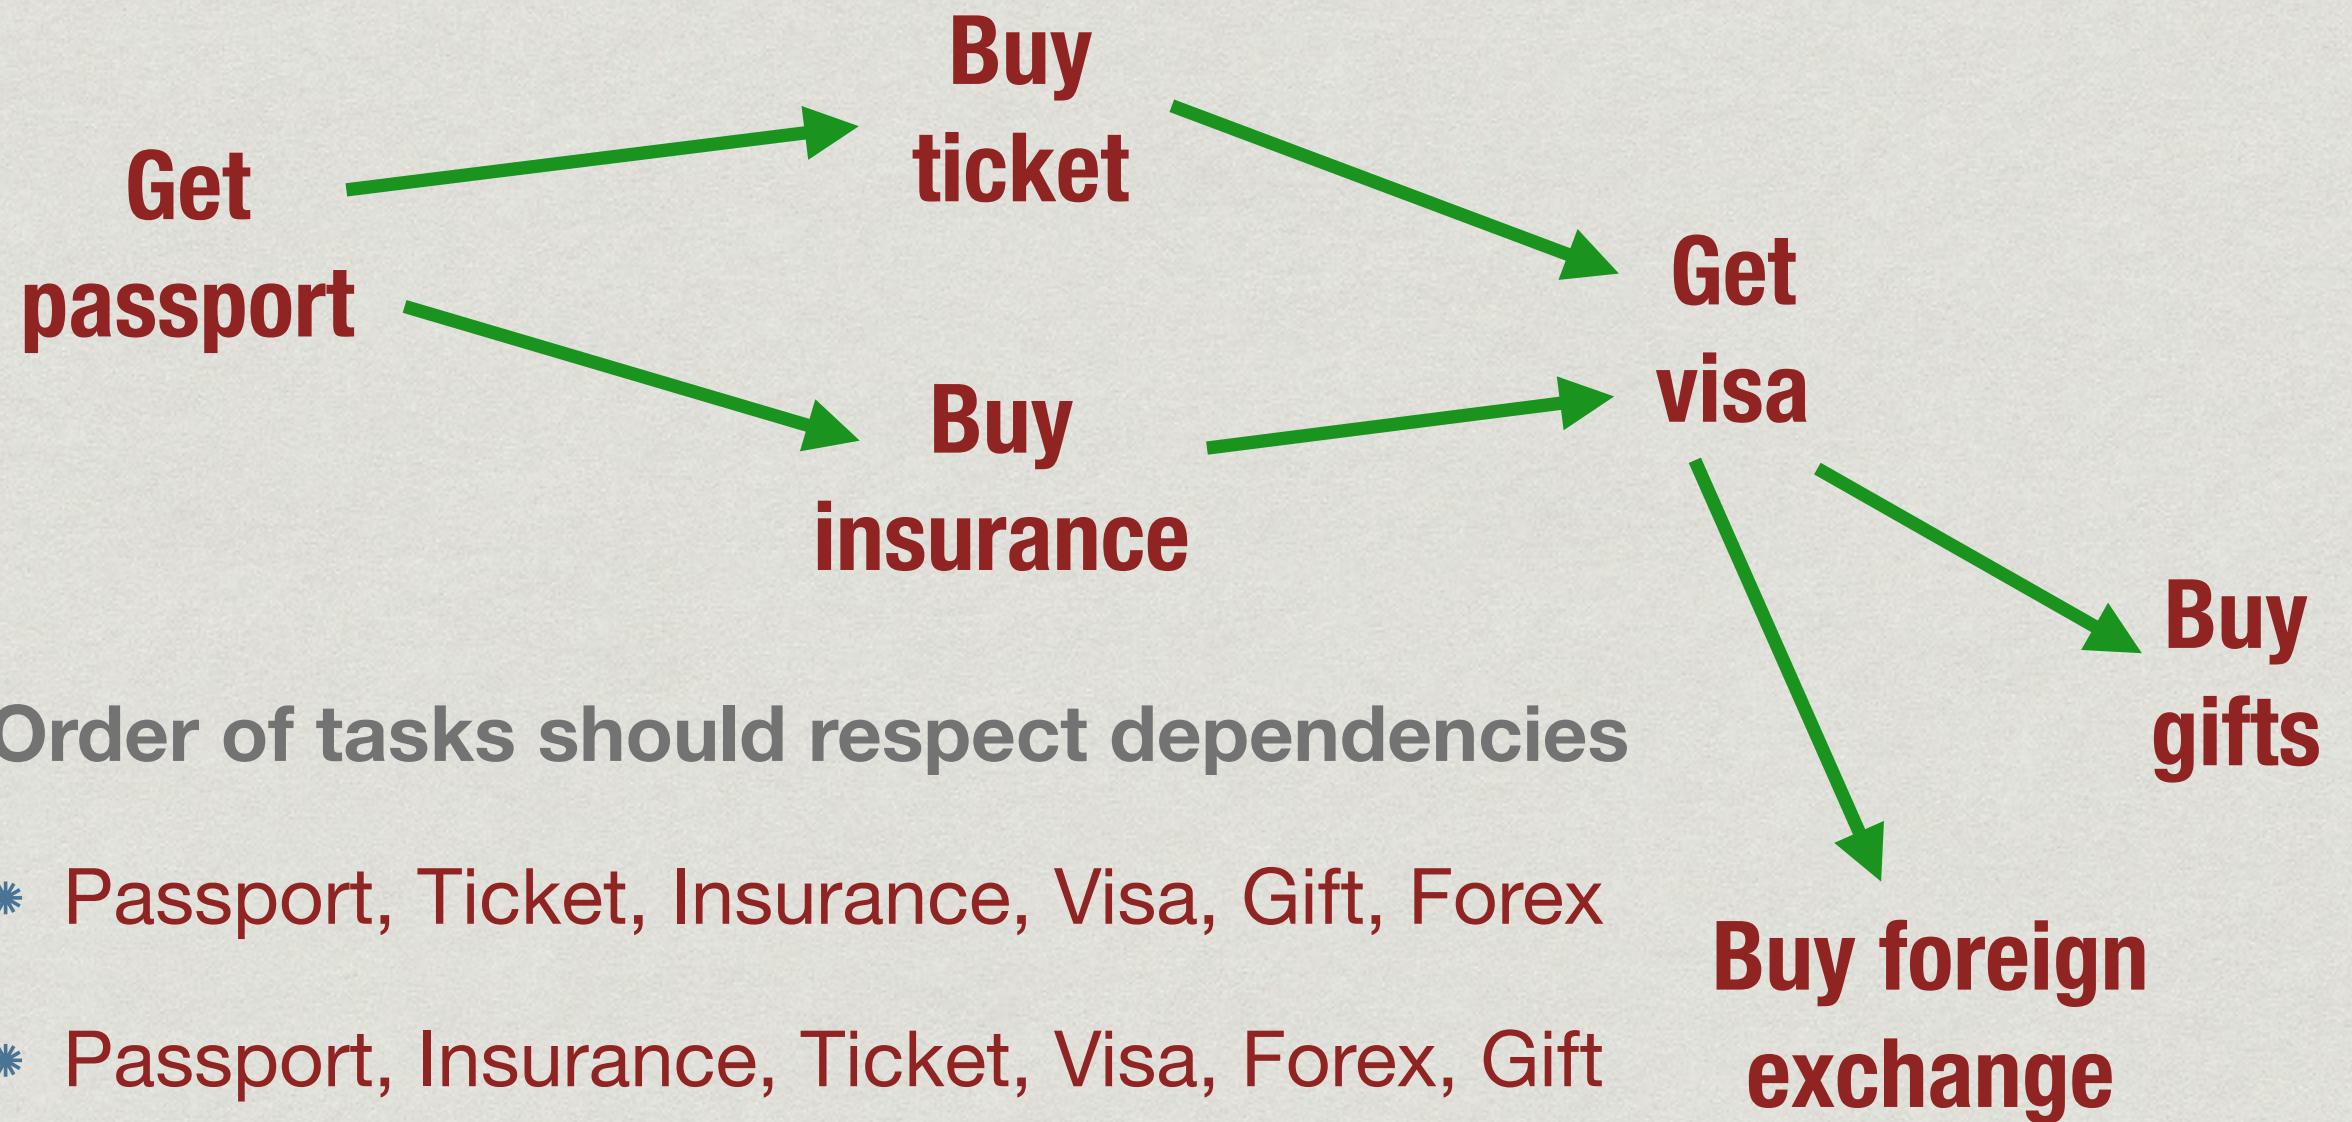 Buy
ticket
Get
passport
Get
visa
Buy
insurance
Buy
gifts
Order of tasks should respect dependencies
Passport, Ticket, Insurance, Visa, Gift, Forex
Passport, Insurance, Ticket, Visa, Forex, Gift
Buy foreign
exchange